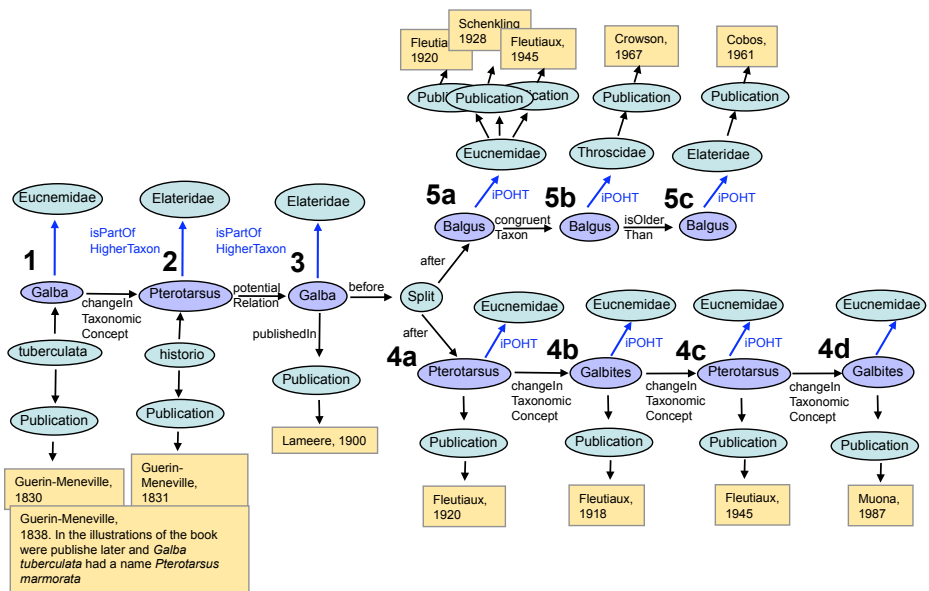 Fleutia
1920
Schenkling
1928
Fleutiaux,
1945
Crowson,
1967
Cobos,
1961
Publi
Publication
ication
Publication
Publication
Eucnemidae
Throscidae
Elateridae
5a
iPOHT
5b
iPOHT
5c
iPOHT
Balgus
congruent
Taxon
Balgus
isOlder
Than
Balgus
Eucnemidae
Elateridae
Elateridae
isPartOf
HigherTaxon
isPartOf
HigherTaxon
1
2
3
Galba
changeIn
Taxonomic
Concept
Pterotarsus
potential
Relation
Galba
before
Split
after
after
publishedIn
tuberculata
historio
Publication
Publication
Publication
Guerin-Meneville,
1830
Guerin-
Meneville,
1831
Lameere, 1900
Guerin-Meneville,
1838. In the illustrations of the book
were publishe later and Galba
tuberculata had a name Pterotarsus
marmorata
Eucnemidae
Eucnemidae
Eucnemidae
Eucnemidae
4a
iPOHT
4b
iPOHT
4c
iPOHT
4d
Pterotarsus
changeIn
Taxonomic
Concept
Galbites
changeIn
Taxonomic
Concept
Pterotarsus
changeIn
Taxonomic
Concept
Galbites
Publication
Publication
Publication
Publication
Fleutiaux,
1920
Fleutiaux,
1918
Fleutiaux,
1945
Muona,
1987